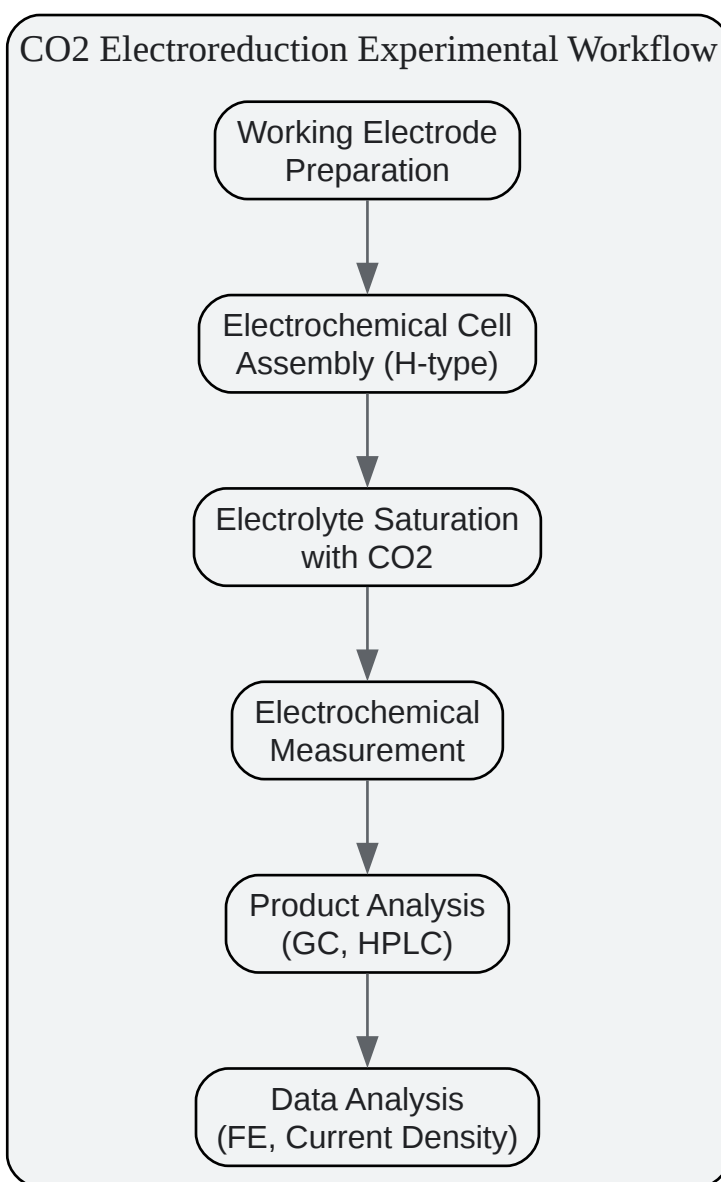 CO2 Electroreduction Experimental Workflow
Working Electrode
Preparation
Electrochemical Cell
Assembly (H-type)
Electrolyte Saturation
with CO2
Electrochemical
Measurement
Product Analysis
(GC, HPLC)
Data Analysis
(FE, Current Density)